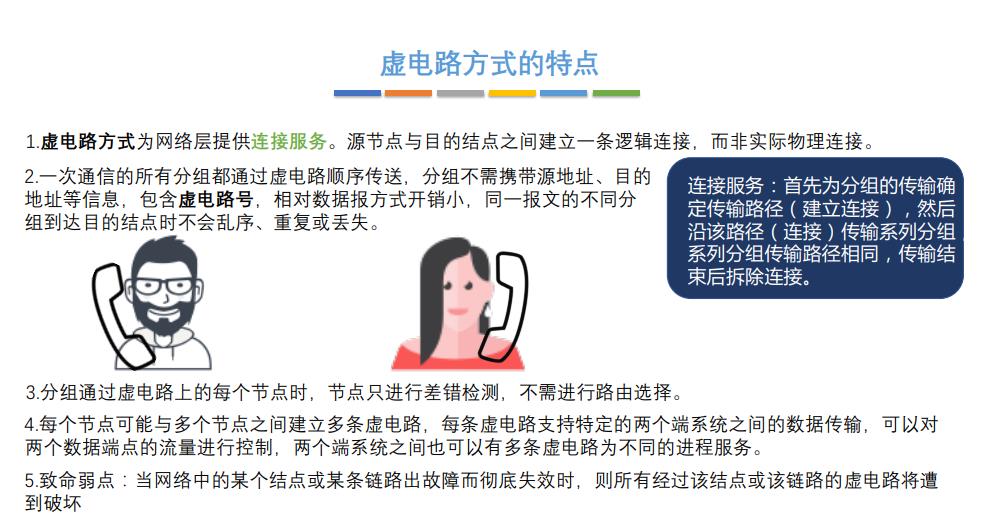 虚电路方式的特点
1.虚电路方式为网络层提供连接服务。源节点与目的结点之间建立一条逻辑连接，而非实际物理连接。
2.一次通信的所有分组都通过虚电路顺序传送，分组不需携带源地址、目的
地址等信息，包含虚电路号，相对数据报方式开销小，同一报文的不同分
组到达目的结点时不会乱序、重复或丢失。
连接服务：首先为分组的传输确
定传输路径（建立连接），然后
沿该路径（连接）传输系列分组，
系列分组传输路径相同，传输结
束后拆除连接。
3.分组通过虚电路上的每个节点时，节点只进行差错检测，不需进行路由选择。
4.每个节点可能与多个节点之间建立多条虚电路，每条虚电路支持特定的两个端系统之间的数据传输，可以对
两个数据端点的流量进行控制，两个端系统之间也可以有多条虚电路为不同的进程服务。
5.致命弱点：当网络中的某个结点或某条链路出故障而彻底失效时，则所有经过该结点或该链路的虚电路将遭
到破坏